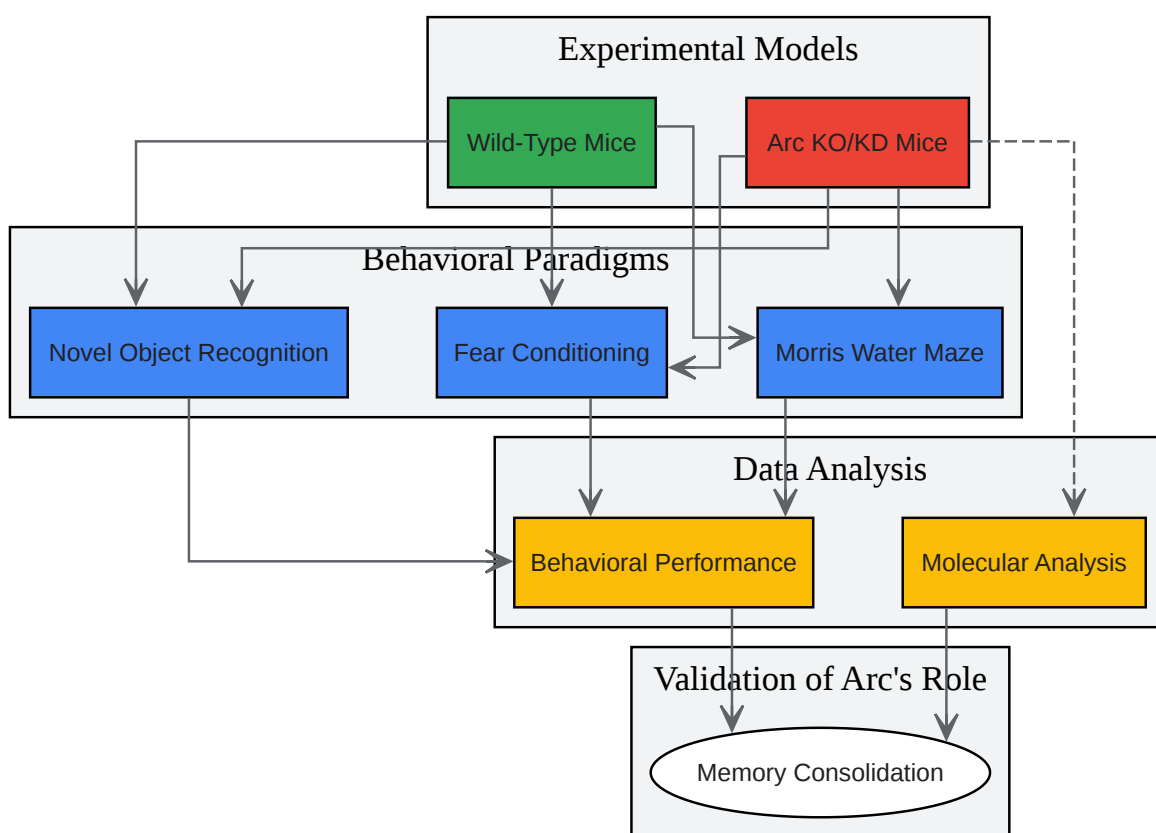 Experimental Models
Wild-Type Mice
Arc KO/KD Mice
Behavioral Paradigms
Novel Object Recognition
Fear Conditioning
Morris Water Maze
Data Analysis
Behavioral Performance
Molecular Analysis
Validation of Arc's Role
Memory Consolidation